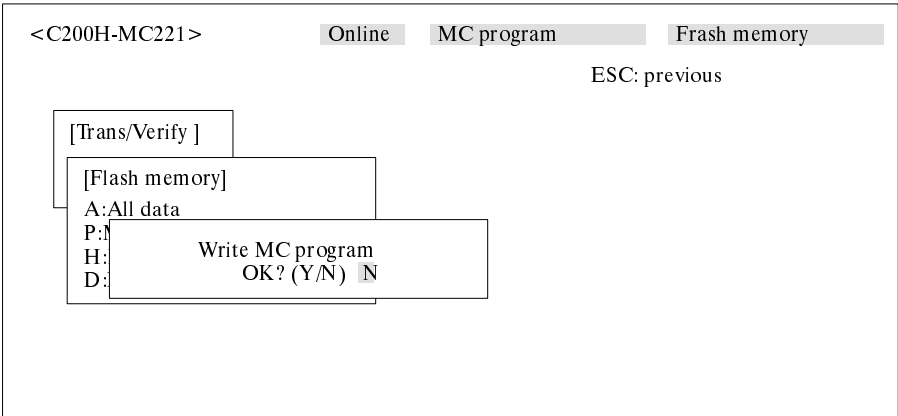 <C200H-MC221> Online MC program Frash memory
ESC: previous
[Trans/Verify ]
[Flash memory]
A:All data
P:
H:
D:
Write MC program
OK? (Y/N) N